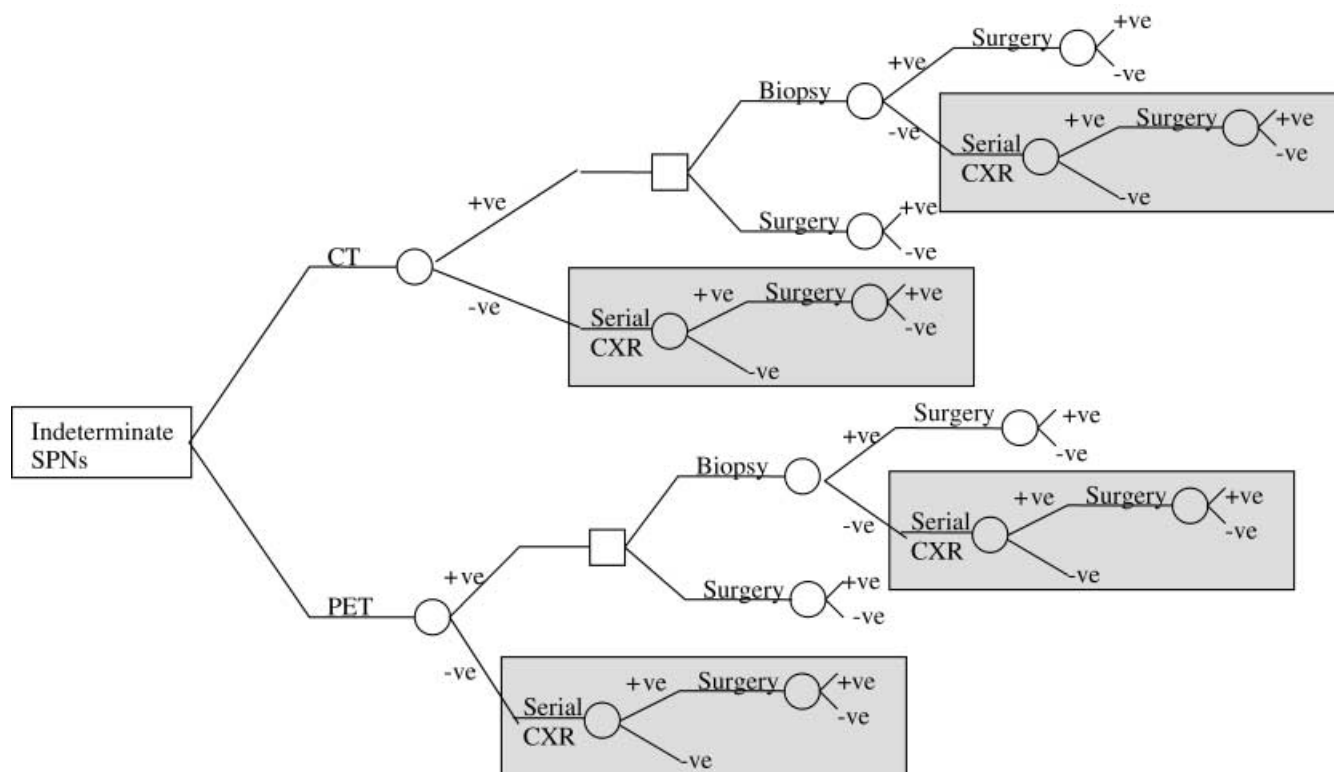 Surgery
+ve
-ve
+ve
Biopsy
-ve
Serial
CXR
+ve
Surgery
+ve
-ve
-ve
+ve
Surgery
+ve
-ve
CT
-ve
Serial
CXR
+ve
Surgery
+ve
-ve
-ve
Indeterminate
SPNs
Surgery
+ve
-ve
+ve
Biopsy
-ve
Serial
CXR
+ve
Surgery
+ve
-ve
-ve
+ve
Surgery
+ve
-ve
PET
-ve
Serial
CXR
+ve
Surgery
+ve
-ve
-ve